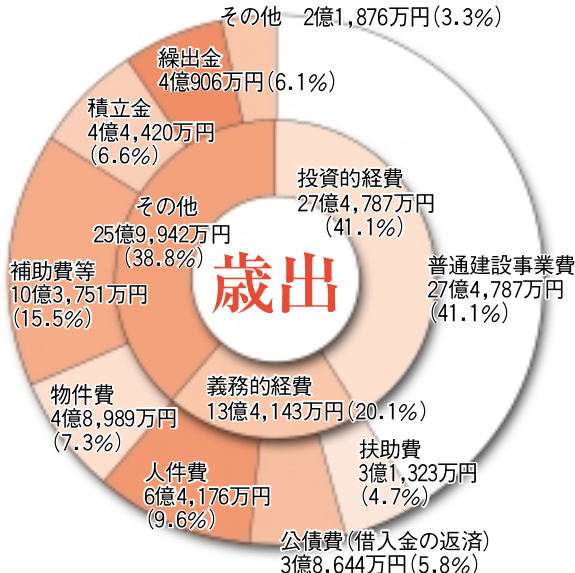 その他 2億1,876万円(3.3%)
繰出金
4億906万円(6.1%)
積立金
4億4,420万円
(6.6%)
投資的経費
27億4,787万円
(41.1%)
その他
25億9,942万円
(38.8%)
歳出
普通建設事業費
27億4,787万円
(41.1%)
補助費等
10億3,751万円
(15.5%)
義務的経費
13億4,143万円(20.1%)
物件費
4億8,989万円
(7.3%)
扶助費
3億1,323万円
(4.7%)
人件費
6億4,176万円
(9.6%)
公債費(借入金の返済)
3億8.644万円(5.8%)